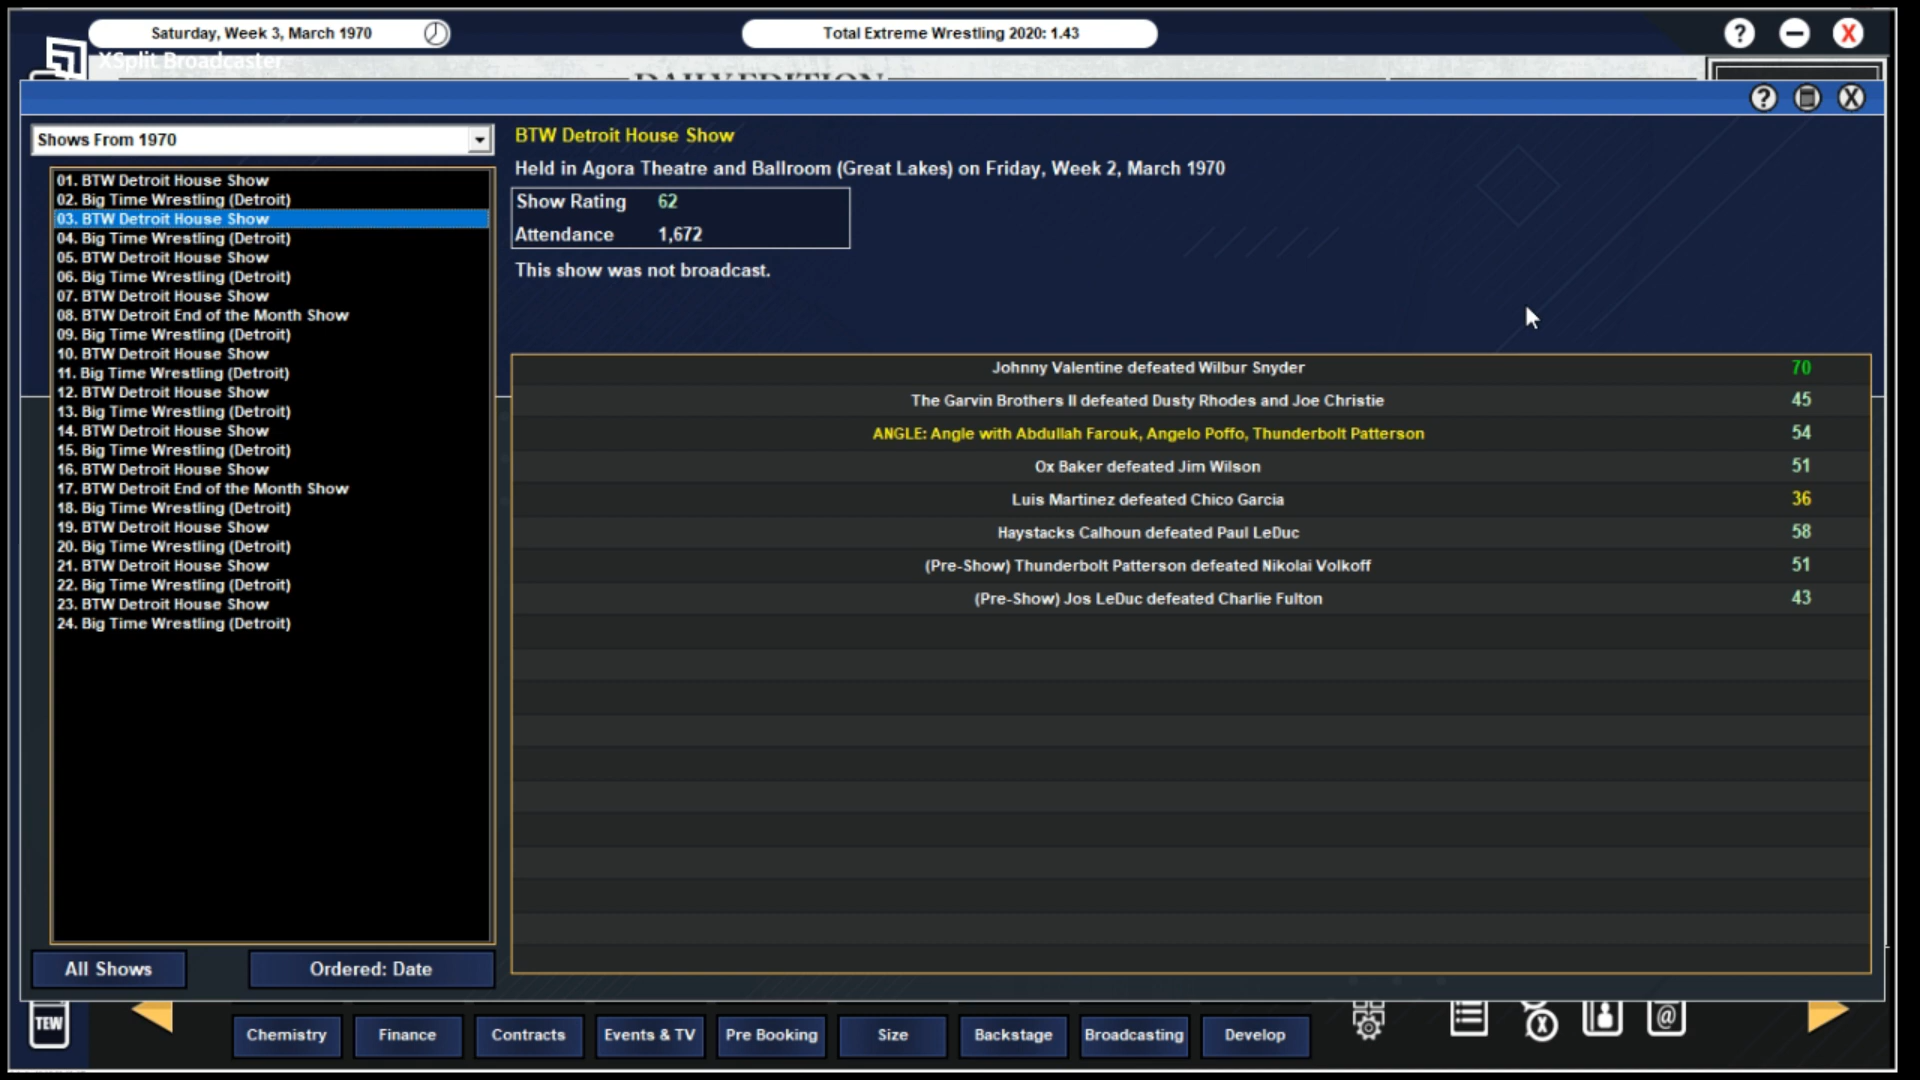 Saturday, Week 3, March 1970
Total Extreme Wrestling 2020: 1.43
XSplit Broadcaster
DAILY EDITION
Shows From 1970
01. BTW Detroit House Show
02. Big Time Wrestling (Detroit)
03. BTW Detroit House Show
04. Big Time Wrestling (Detroit)
05. BTW Detroit House Show
06. Big Time Wrestling (Detroit)
07. BTW Detroit House Show
08. BTW Detroit End of the Month Show
09. Big Time Wrestling (Detroit)
10. BTW Detroit House Show
11. Big Time Wrestling (Detroit)
12. BTW Detroit House Show
13. Big Time Wrestling (Detroit)
14. BTW Detroit House Show
15. Big Time Wrestling (Detroit)
16. BTW Detroit House Show
17. BTW Detroit End of the Month Show
18. Big Time Wrestling (Detroit)
19. BTW Detroit House Show
20. Big Time Wrestling (Detroit)
21. BTW Detroit House Show
22. Big Time Wrestling (Detroit)
23. BTW Detroit House Show
24. Big Time Wrestling (Detroit)
All Shows
Ordered: Date
BTW Detroit House Show
Held in Agora Theatre and Ballroom (Great Lakes) on Friday, Week 2, March 1970
Show Rating 62
Attendance 1,672
This show was not broadcast.
Johnny Valentine defeated Wilbur Snyder 70
The Garvin Brothers II defeated Dusty Rhodes and Joe Christie 45
ANGLE: Angle with Abdullah Farouk, Angelo Poffo, Thunderbolt Patterson 54
Ox Baker defeated Jim Wilson 51
Luis Martinez defeated Chico Garcia 36
Haystacks Calhoun defeated Paul LeDuc 58
(Pre-Show) Thunderbolt Patterson defeated Nikolai Volkoff 51
(Pre-Show) Jos LeDuc defeated Charlie Fulton 43
TEW
Chemistry
Finance
Contracts
Events & TV
Pre Booking
Size
Backstage
Broadcasting
Develop